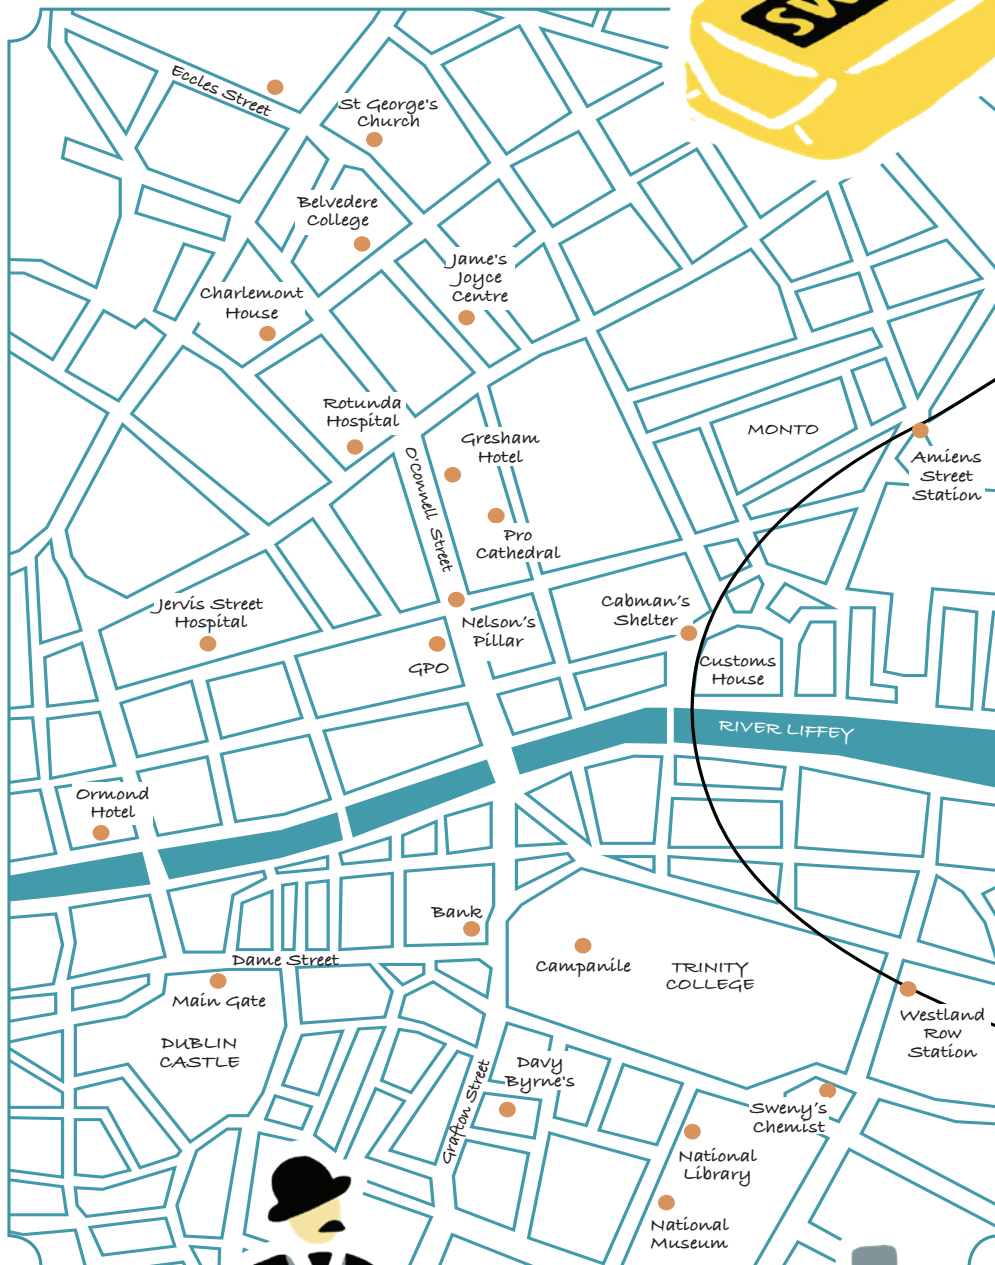 SW
Eccles Street
St George's
Church
Belvedere
College
Jame's
Joyce
Centre
Charlemont
House
Rotunda
Hospital
O'Connell Street
Gresham
Hotel
MONTO
Amiens
Street
Station
Pro
Cathedral
Jervis Street
Hospital
Nelson's
Pillar
GPO
Cabman's
Shelter
Customs
House
RIVER LIFFEY
Ormond
Hotel
Bank
Dame Street
Main Gate
DUBLIN
CASTLE
Campanile
TRINITY
COLLEGE
Westland
Row
Station
Grafton Street
Davy
Byrne's
Sweny's
Chemist
National
Library
National
Museum